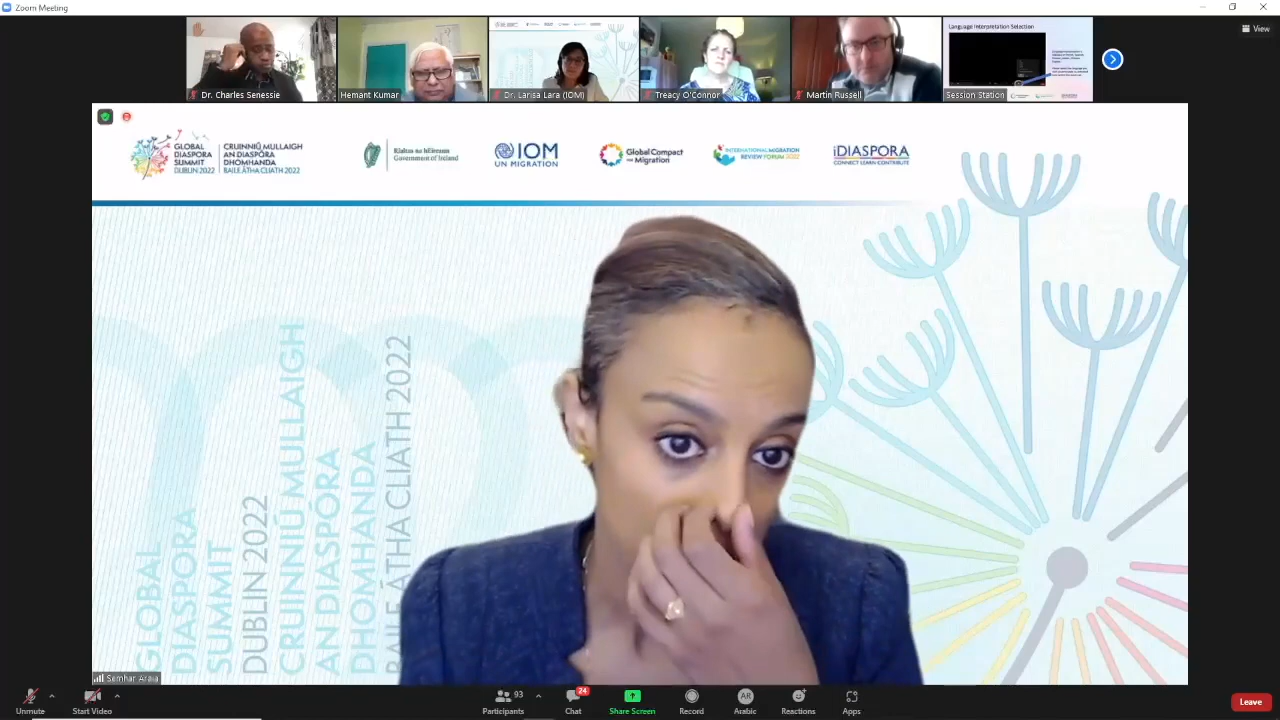 Zoom Meeting
View
Dr. Charles Senessie
Hemant Kumar
Dr. Larisa Lara (IOM)
Treacy O'Connor
Martin Russell
Language Interpretation Selection
Session Station
GLOBAL
DIASPORA
SUMMIT
DUBLIN 2022
CRUINNIÚ MULLAIGH
AN DIASPÓRA
DHOMHANDA
BAILE ÁTHA CLIATH 2022
Rialtas na hÉireann
Government of Ireland
IOM
UN MIGRATION
Global Compact
Migration
INTERNATIONAL MIGRATION
REVIEW FORUM 2022
iDIASPORA
CONNECT LEARN CONTRIBUTE
GLOBAL
DIASPORA
SUMMIT
DUBLIN 2022
CRUINNIÚ MULLAIGH
AN DIASPÓRA
DHOMHANDA
BAILE ÁTHA CLIATH 2022
Semhar Araia
Unmute
Start Video
Participants
93
Chat
24
Share Screen
Record
AR
Arabic
Reactions
Apps
Leave